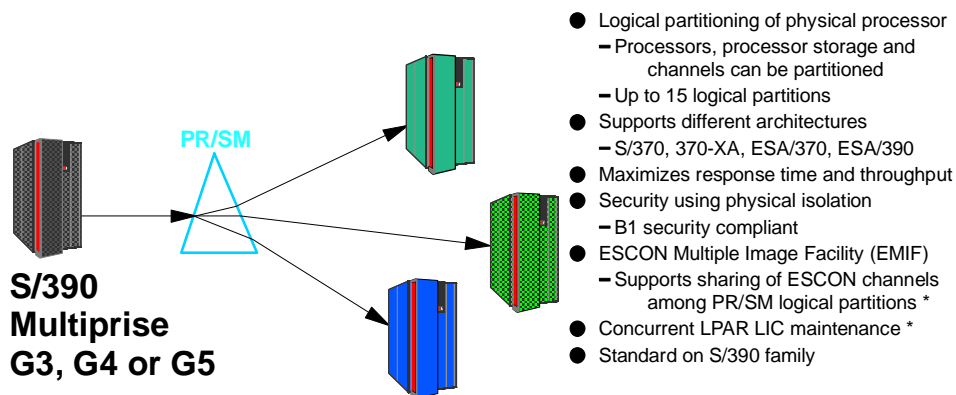 PR/SM
S/390
Multiprise
G3, G4 or G5
● Logical partitioning of physical processor
– Processors, processor storage and
channels can be partitioned
– Up to 15 logical partitions
● Supports different architectures
– S/370, 370-XA, ESA/370, ESA/390
● Maximizes response time and throughput
● Security using physical isolation
– B1 security compliant
● ESCON Multiple Image Facility (EMIF)
– Supports sharing of ESCON channels
among PR/SM logical partitions *
● Concurrent LPAR LIC maintenance *
● Standard on S/390 family